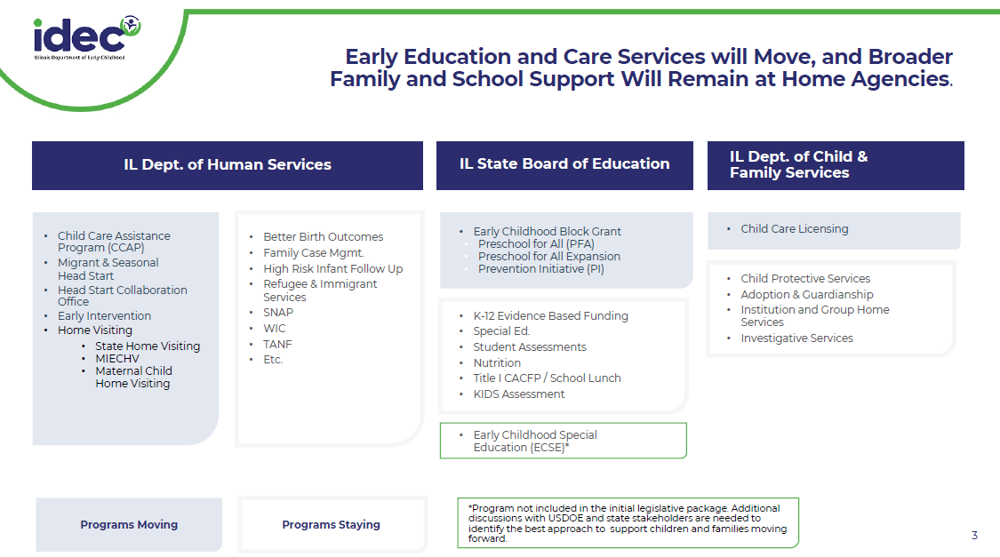 idec
Illinois Department of Early Childhood
Early Education and Care Services will Move, and Broader
Family and School Support Will Remain at Home Agencies.
IL Dept. of Human Services
• Child Care Assistance
Program (CCAP)
• Migrant & Seasonal
Head Start
• Head Start Collaboration
Office
• Early Intervention
• Home Visiting
• State Home Visiting
• MIECHV
• Maternal Child
Home Visiting
• Better Birth Outcomes
• Family Case Mgmt.
• High Risk Infant Follow Up
• Refugee & Immigrant
Services
• SNAP
• WIC
• TANF
• Etc.
IL State Board of Education
• Early Childhood Block Grant
• Preschool for All (PFA)
• Preschool for All Expansion
• Prevention Initiative (PI)
• K-12 Evidence Based Funding
• Special Ed.
• Student Assessments
• Nutrition
• Title I CACFP / School Lunch
• KIDS Assessment
• Early Childhood Special
Education (ECSE)*
IL Dept. of Child &
Family Services
• Child Care Licensing
• Child Protective Services
• Adoption & Guardianship
• Institution and Group Home
Services
• Investigative Services
Programs Moving
Programs Staying
*Program not included in the initial legislative package. Additional
discussions with USDOE and state stakeholders are needed to
identify the best approach to support children and families moving
forward.
3